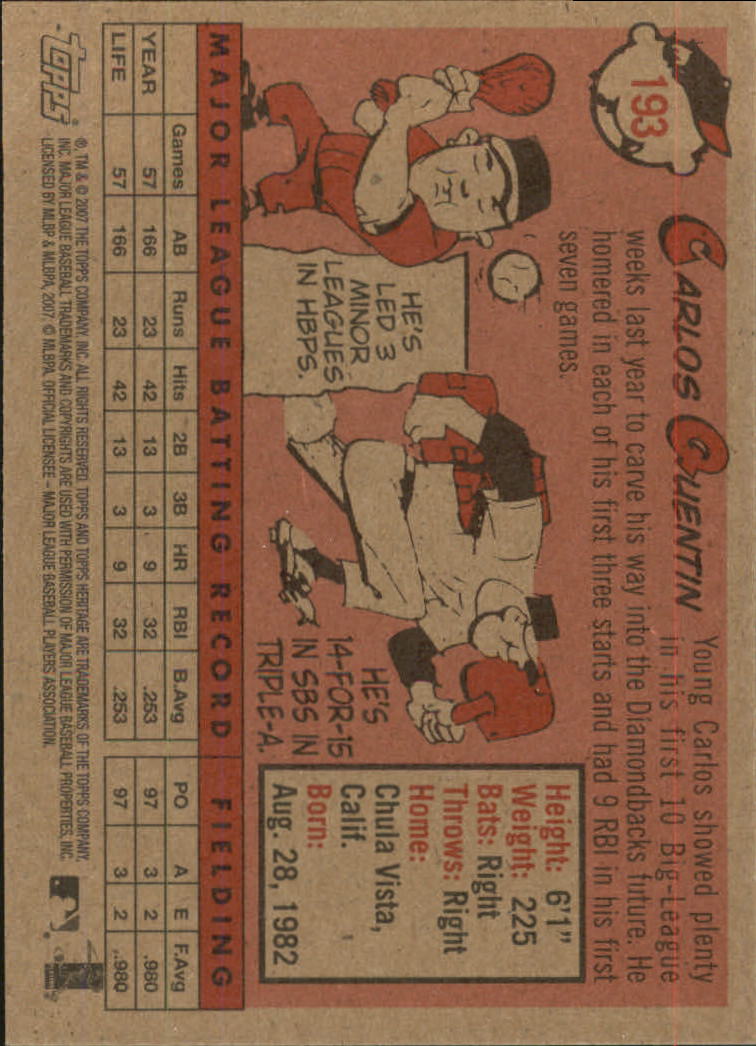 193
CARLOS QUENTIN
Young Carlos showed plenty
in his first 10 Big-League
weeks last year to carve his way into the Diamondbacks future. He
homered in each of his first three starts and had 9 RBI in his first
seven games.
HE'S
LED 3
MINOR
LEAGUES
IN HBPS.
HE'S
14-FOR-15
IN SBS IN
TRIPLE-A.
Height: 6'1"
Weight: 225
Bats: Right
Throws: Right
Home:
Chula Vista,
Calif.
Born:
Aug. 28, 1982
MAJOR LEAGUE BATTING RECORD FIELDING
Games AB Runs Hits 2B 3B HR RBI B.Avg PO A E F.Avg
YEAR 57 166 23 42 13 3 9 32 .253 97 3 2 .980
LIFE 57 166 23 42 13 3 9 32 .253 97 3 2 .980
TOPPS
®, TM & © 2007 THE TOPPS COMPANY, INC. ALL RIGHTS RESERVED. TOPPS AND TOPPS HERITAGE ARE TRADEMARKS OF THE TOPPS COMPANY,
INC. MAJOR LEAGUE BASEBALL TRADEMARKS AND COPYRIGHTS ARE USED WITH PERMISSION OF MAJOR LEAGUE BASEBALL PROPERTIES, INC.
LICENSED BY MLBP & MLBPA, 2007. © MLBPA, OFFICIAL LICENSEE – MAJOR LEAGUE BASEBALL PLAYERS ASSOCIATION.